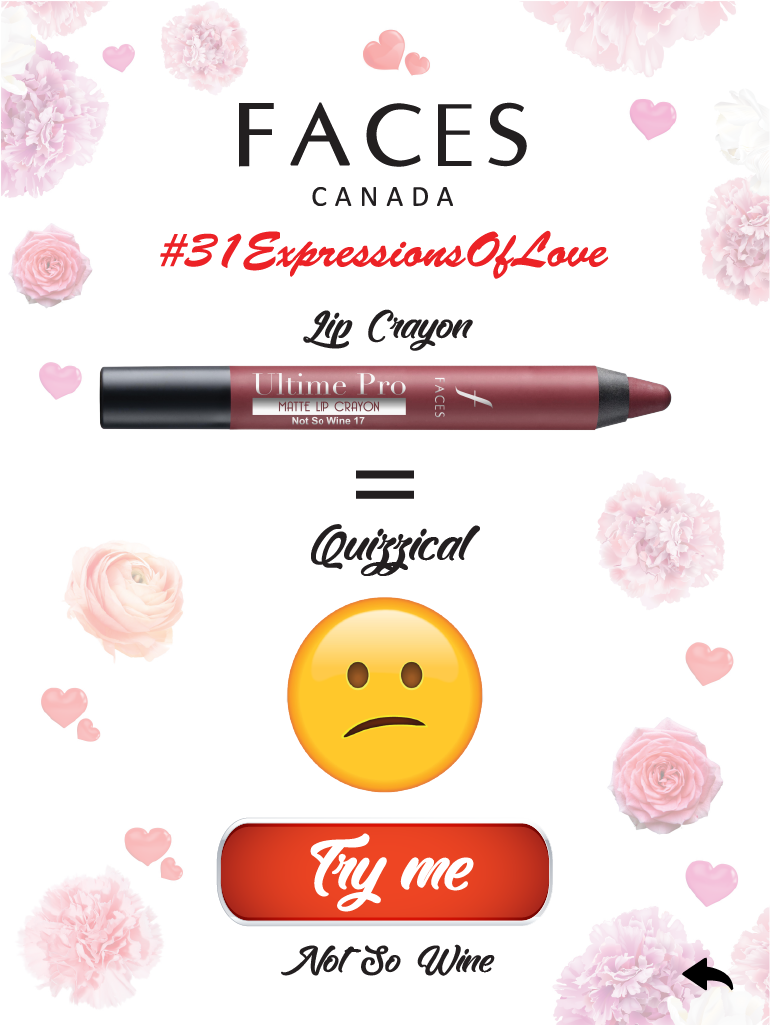 FACES
CANADA
#31ExpressionsOfLove
Lip Crayon
Ultime Pro
MATTE LIP CRAYON
Not So Wine 17
FACES
f
Quizzical
Try me
Not So Wine